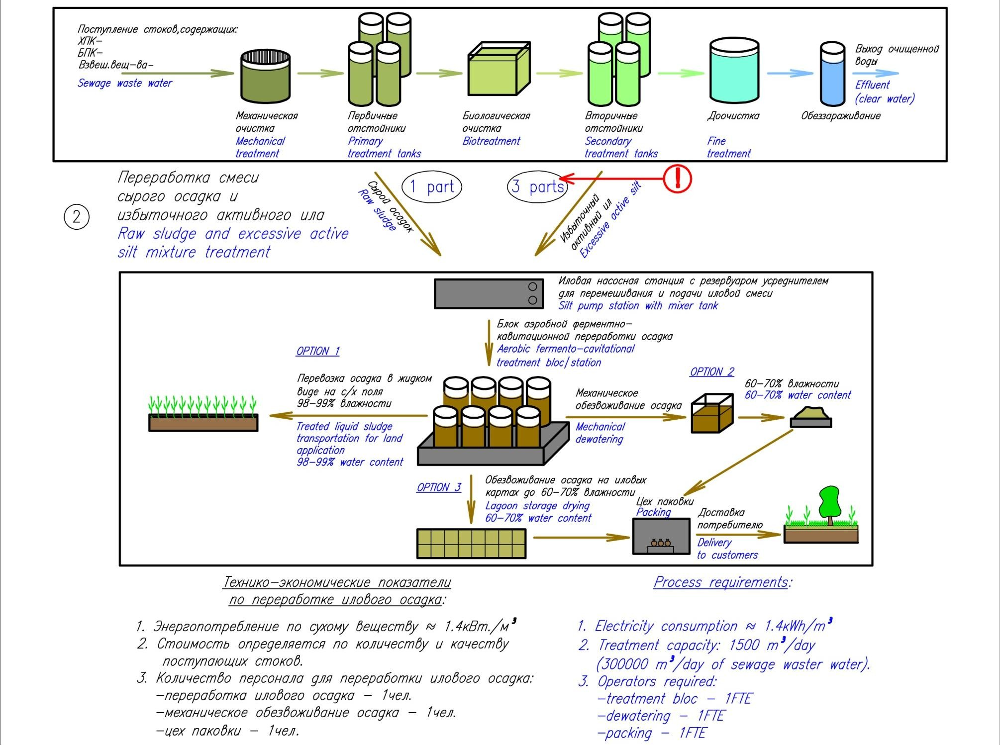 Поступление стоков,содержащих:
ХПК-
БПК-
Взвеш.вещ-ва-
Sewage waste water
Механическая
очистка
Mechanical
treatment
Первичные
отстойники
Primary
treatment tanks
Биологическая
очистка
Biotreatment
Вторичные
отстойники
Secondary
treatment tanks
Доочистка
Fine
treatment
Обеззараживание
Выход очищенной
воды
Effluent
(clear water)
2
Переработка смеси
сырого осадка и
избыточного активного ила
Raw sludge and excessive active
silt mixture treatment
Сырой осадок
Raw sludge
1 part
3 parts
!
Избыточный
активный ил
Excessive active silt
Иловая насосная станция с резервуаром усреднителем
для перемешивания и подачи иловой смеси
Silt pump station with mixer tank
Блок аэробной ферментно-
кавитационной переработки осадка
Aerobic fermento-cavitational
treatment bloc/station
OPTION 1
Перевозка осадка в жидком
виде на с/х поля
98-99% влажности
Treated liquid sludge
transportation for land
application
98-99% water content
Механическое
обезвоживание осадка
Mechanical
dewatering
OPTION 2
60-70% влажности
60-70% water content
OPTION 3
Обезвоживание осадка на иловых
картах до 60-70% влажности
Lagoon storage drying
60-70% water content
Цех паковки
Packing
Доставка
потребителю
Delivery
to customers
Технико-экономические показатели
по переработке илового осадка:
1. Энергопотребление по сухому веществу ≈ 1.4кВт./м³
2. Стоимость определяется по количеству и качеству
поступающих стоков.
3. Количество персонала для переработки илового осадка:
-переработка илового осадка - 1чел.
-механическое обезвоживание осадка - 1чел.
-цех паковки - 1чел.
Process requirements:
1. Electricity consumption ≈ 1.4kWh/m³
2. Treatment capacity: 1500 m³/day
(300000 m³/day of sewage waster water).
3. Operators required:
-treatment bloc - 1FTE
-dewatering - 1FTE
-packing - 1FTE